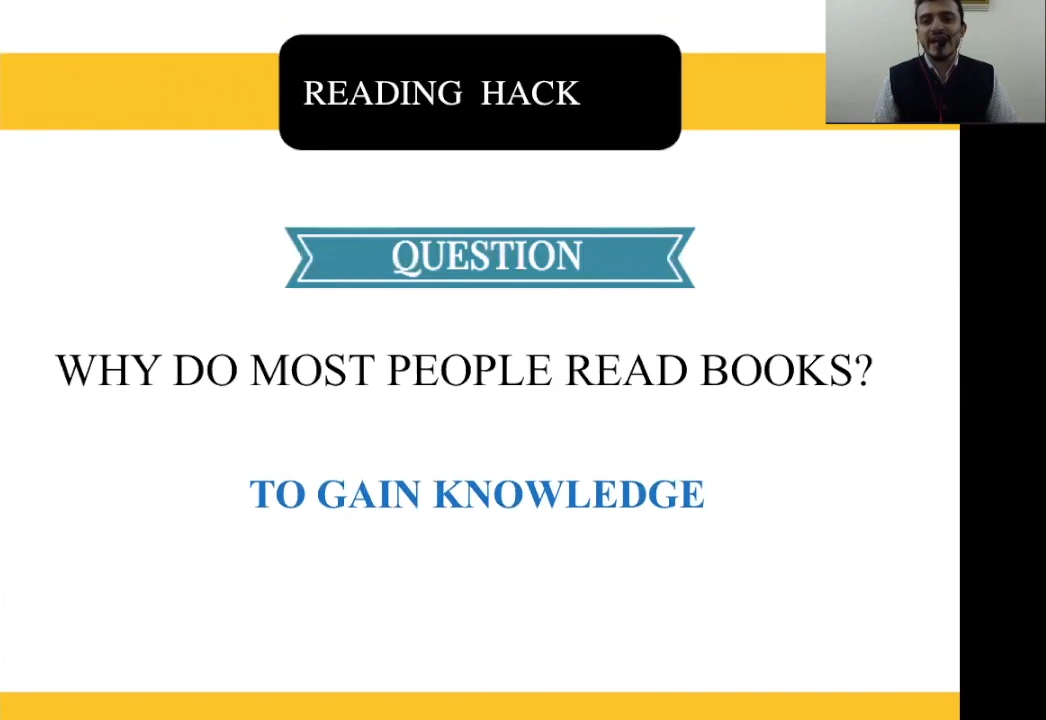 READING HACK
QUESTION
WHY DO MOST PEOPLE READ BOOKS?
TO GAIN KNOWLEDGE